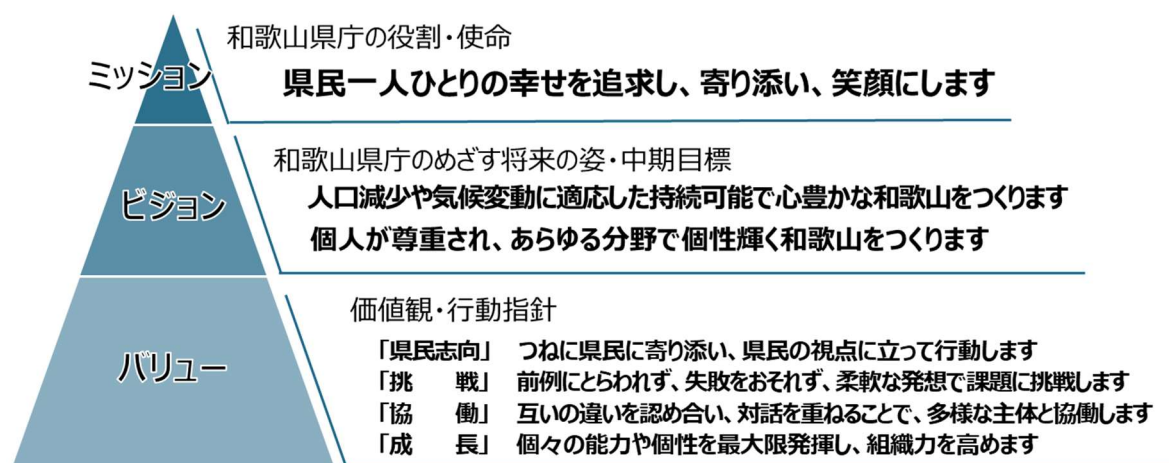 ミッション
和歌山県庁の役割・使命
県民一人ひとりの幸せを追求し、寄り添い、笑顔にします
ビジョン
和歌山県庁のめざす将来の姿・中期目標
人口減少や気候変動に適応した持続可能で心豊かな和歌山をつくります
個人が尊重され、あらゆる分野で個性輝く和歌山をつくります
バリュー
価値観・行動指針
「県民志向」 つねに県民に寄り添い、県民の視点に立って行動します
「挑　　戦」 前例にとらわれず、失敗をおそれず、柔軟な発想で課題に挑戦します
「協　　働」 互いの違いを認め合い、対話を重ねることで、多様な主体と協働します
「成　　長」 個々の能力や個性を最大限発揮し、組織力を高めます